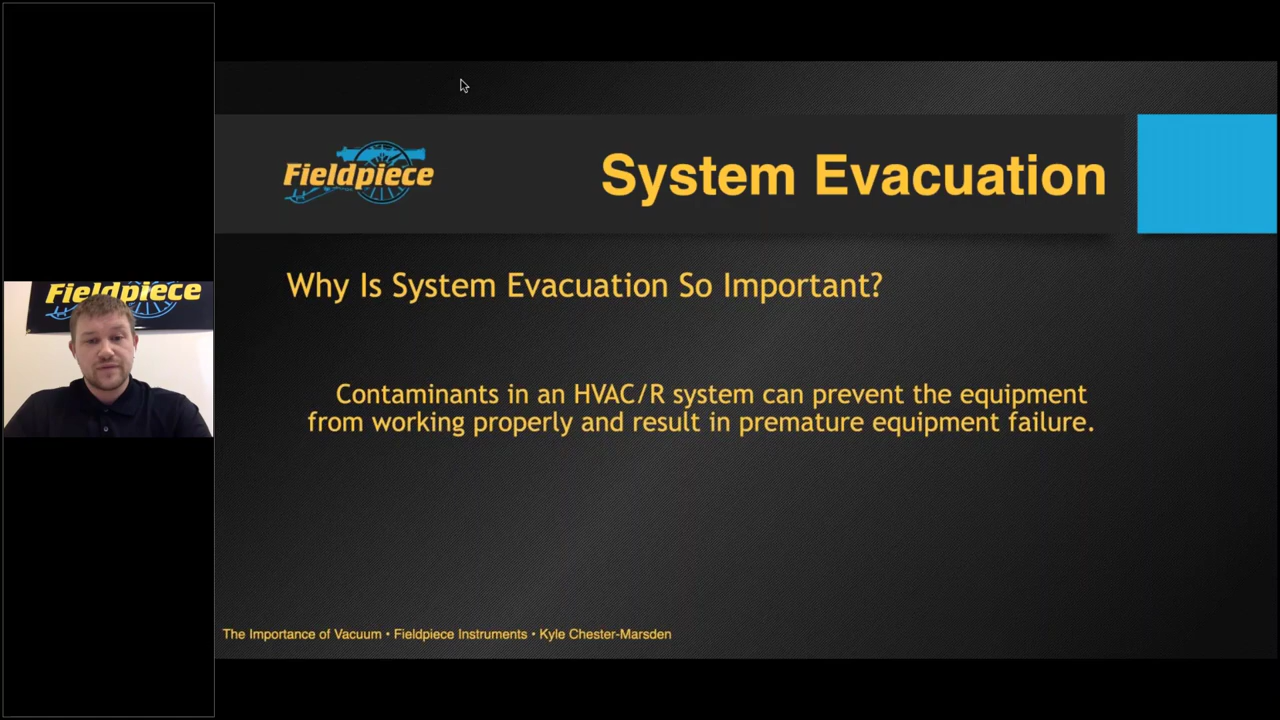 Fieldpiece
System Evacuation
Why Is System Evacuation So Important?
Fieldpiece
Contaminants in an HVAC/R system can prevent the equipment
from working properly and result in premature equipment failure.
The Importance of Vacuum • Fieldpiece Instruments • Kyle Chester-Marsden